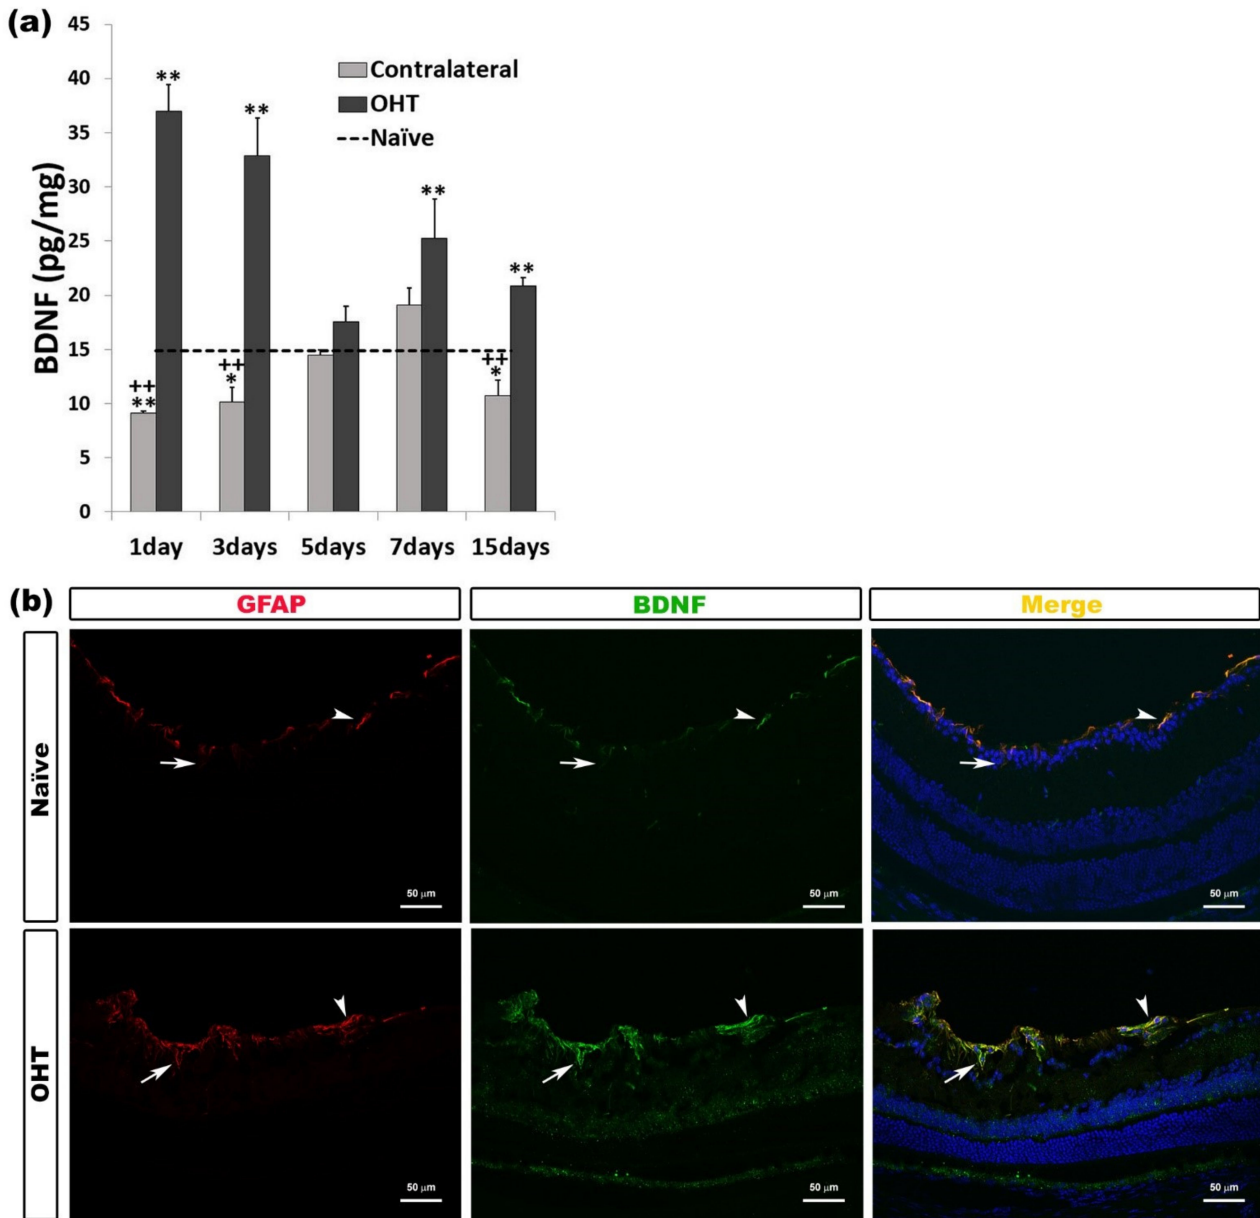 (a)
45
40
35
30
25
20
15
10
5
0
BDNF (pg/mg)
Contralateral
OHT
Naïve
**
**
**
**
++
**
++
*
++
*
1day 3days 5days 7days 15days
(b)
GFAP BDNF Merge
Naïve
50 µm 50 µm 50 µm
OHT
50 µm 50 µm 50 µm